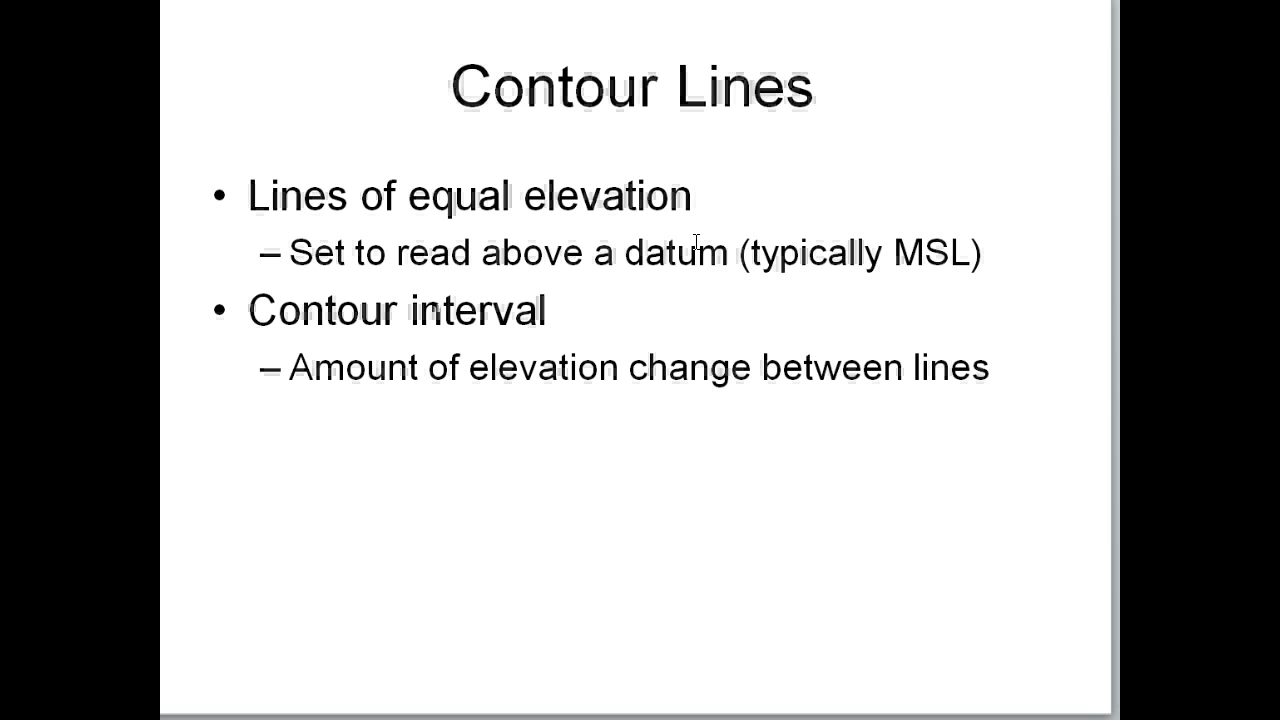 Contour Lines
• Lines of equal elevation
– Set to read above a datum (typically MSL)
• Contour interval
– Amount of elevation change between lines